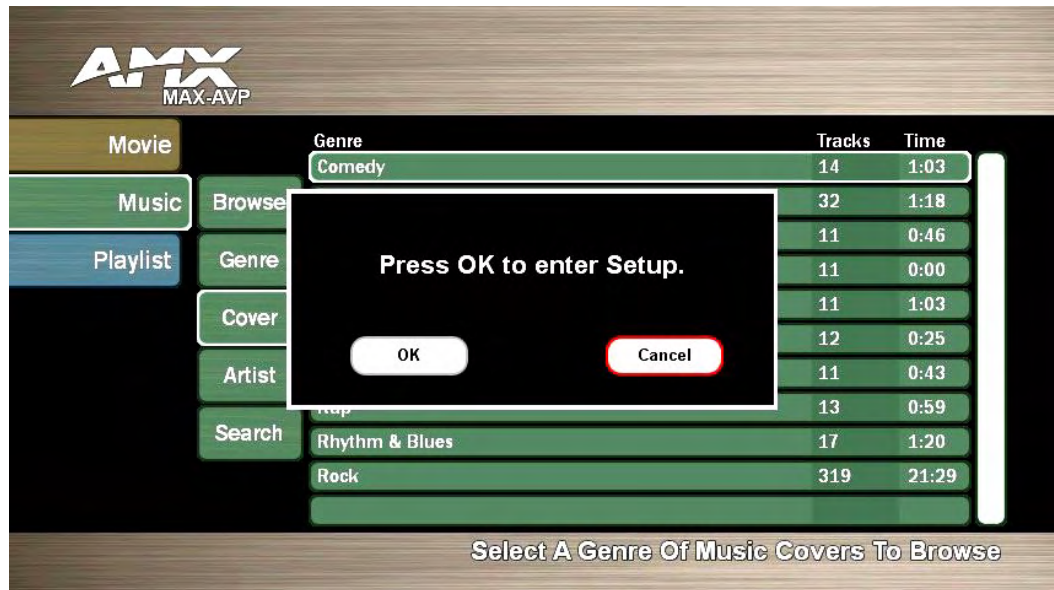 AMX
MAX-AVP
Movie
Music
Playlist
Browse
Genre
Cover
Artist
Search
Genre Tracks Time
Comedy 14 1:03
32 1:18
11 0:46
11 0:00
11 1:03
12 0:25
11 0:43
Rap 13 0:59
Rhythm & Blues 17 1:20
Rock 319 21:29
Press OK to enter Setup.
OK Cancel
Select A Genre Of Music Covers To Browse